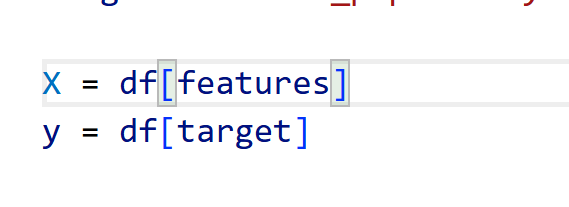 X = df[features]
y = df[target]